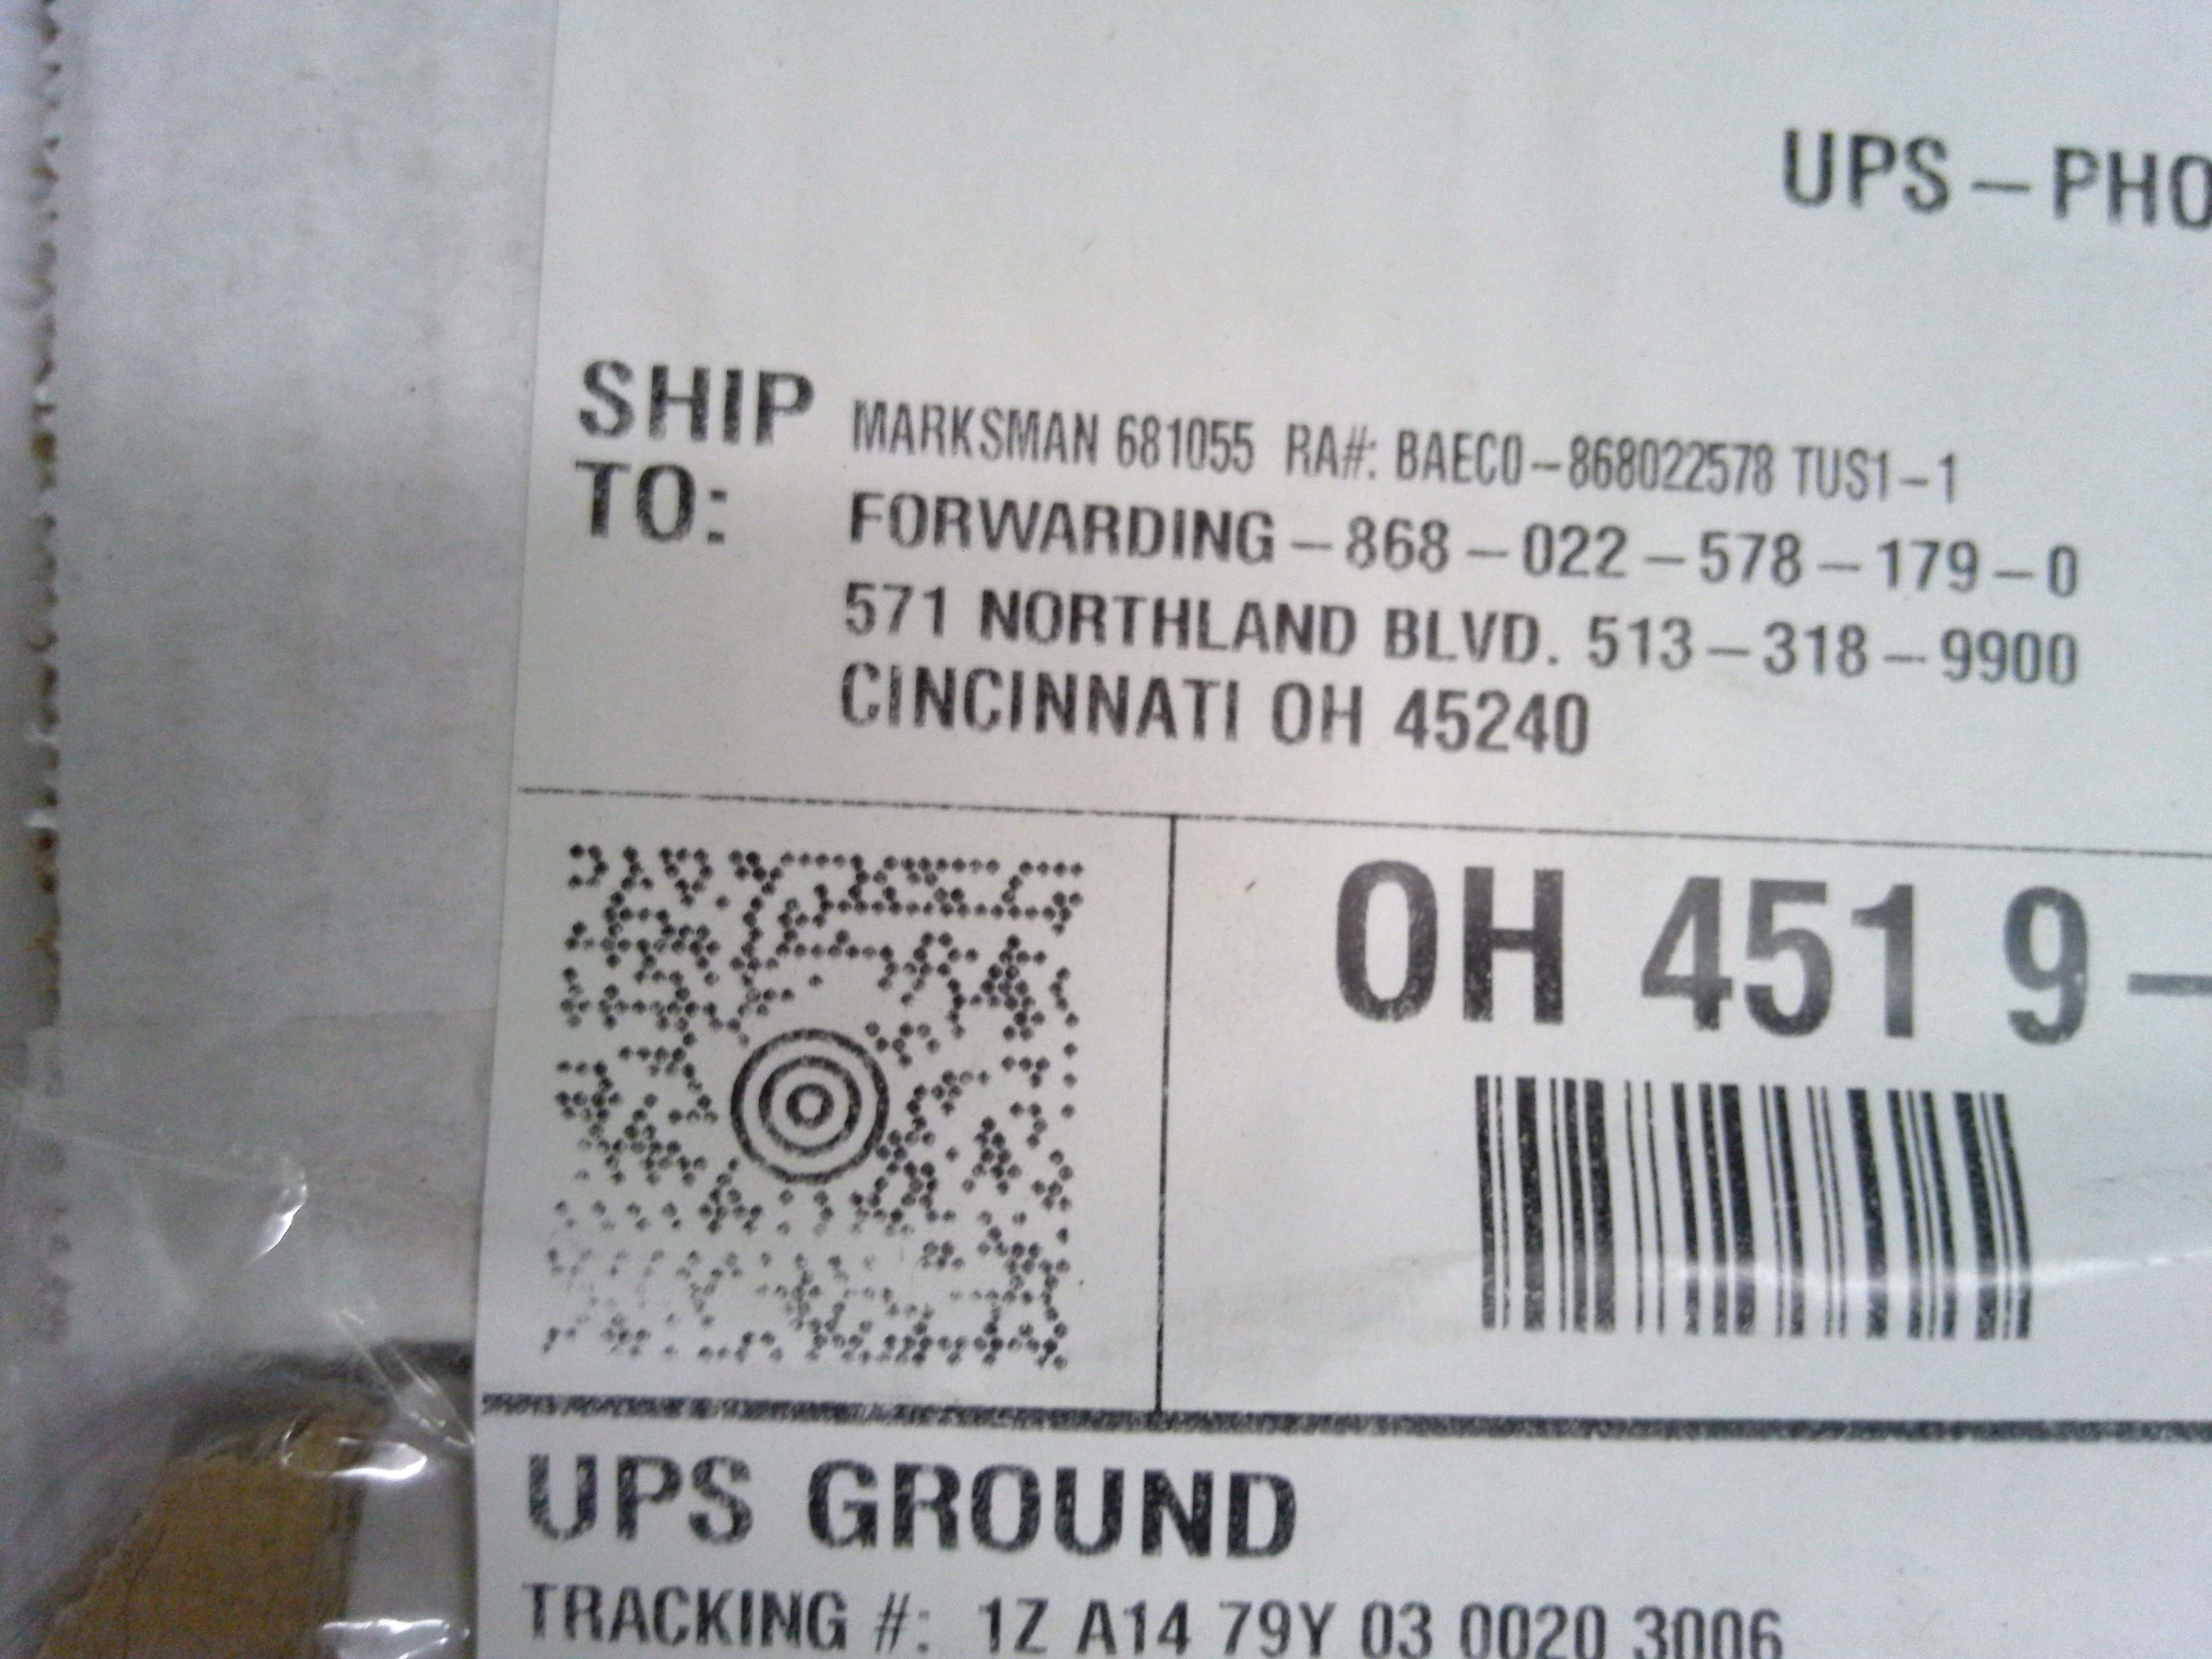 UPS-PHO
SHIP TO:
MARKSMAN 681055 RA#: BAEC0-868022578 TUS1-1
FORWARDING-868-022-578-179-0
571 NORTHLAND BLVD. 513-318-9900
CINCINNATI OH 45240
OH 451 9-
UPS GROUND
TRACKING #: 1Z A14 79Y 03 0020 3006